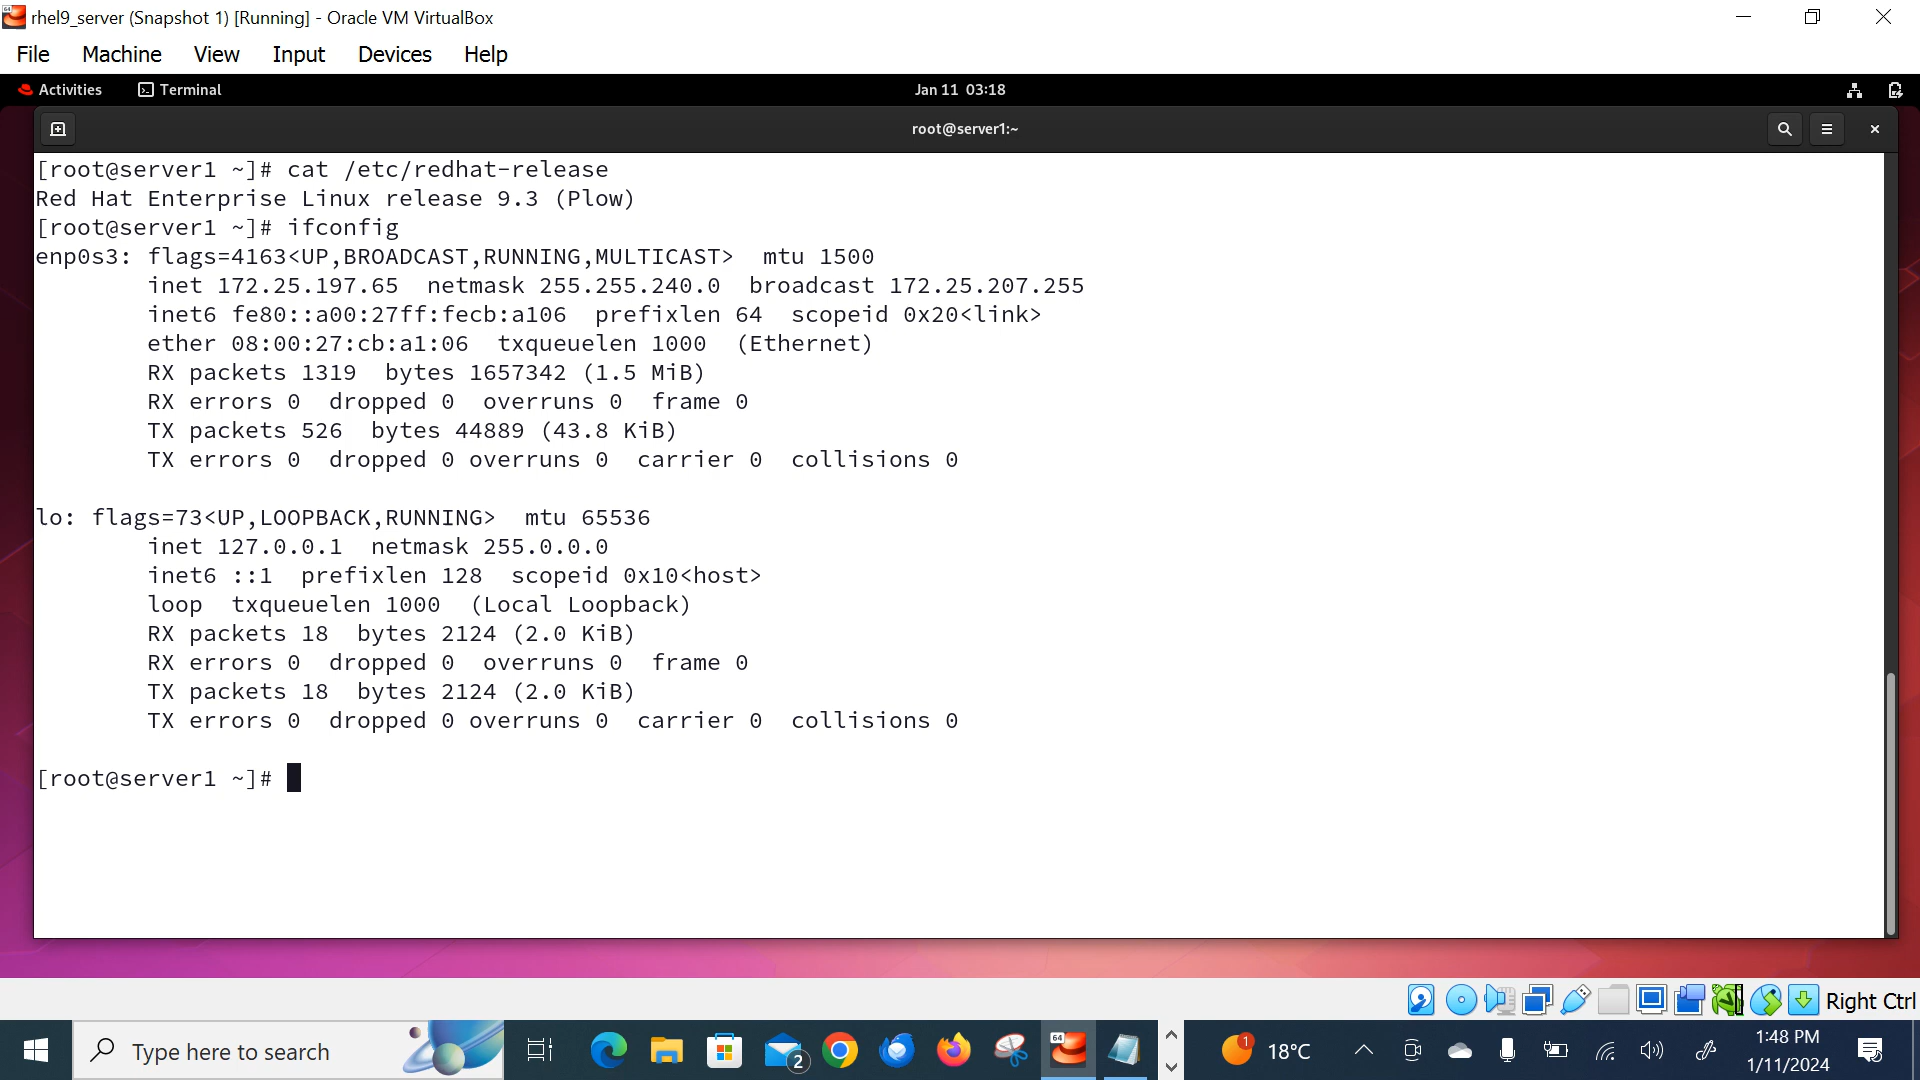 rhel9_server (Snapshot 1) [Running] - Oracle VM VirtualBox
File Machine View Input Devices Help
Activities Terminal Jan 11 03:18
root@server1:~
[root@server1 ~]# cat /etc/redhat-release
Red Hat Enterprise Linux release 9.3 (Plow)
[root@server1 ~]# ifconfig
enp0s3: flags=4163<UP,BROADCAST,RUNNING,MULTICAST>  mtu 1500
        inet 172.25.197.65  netmask 255.255.240.0  broadcast 172.25.207.255
        inet6 fe80::a00:27ff:fecb:a106  prefixlen 64  scopeid 0x20<link>
        ether 08:00:27:cb:a1:06  txqueuelen 1000  (Ethernet)
        RX packets 1319  bytes 1657342 (1.5 MiB)
        RX errors 0  dropped 0  overruns 0  frame 0
        TX packets 526  bytes 44889 (43.8 KiB)
        TX errors 0  dropped 0 overruns 0  carrier 0  collisions 0
lo: flags=73<UP,LOOPBACK,RUNNING>  mtu 65536
        inet 127.0.0.1  netmask 255.0.0.0
        inet6 ::1  prefixlen 128  scopeid 0x10<host>
        loop  txqueuelen 1000  (Local Loopback)
        RX packets 18  bytes 2124 (2.0 KiB)
        RX errors 0  dropped 0  overruns 0  frame 0
        TX packets 18  bytes 2124 (2.0 KiB)
        TX errors 0  dropped 0 overruns 0  carrier 0  collisions 0
[root@server1 ~]#
Right Ctrl
Type here to search 2 64 1 18°C 1:48 PM
1/11/2024